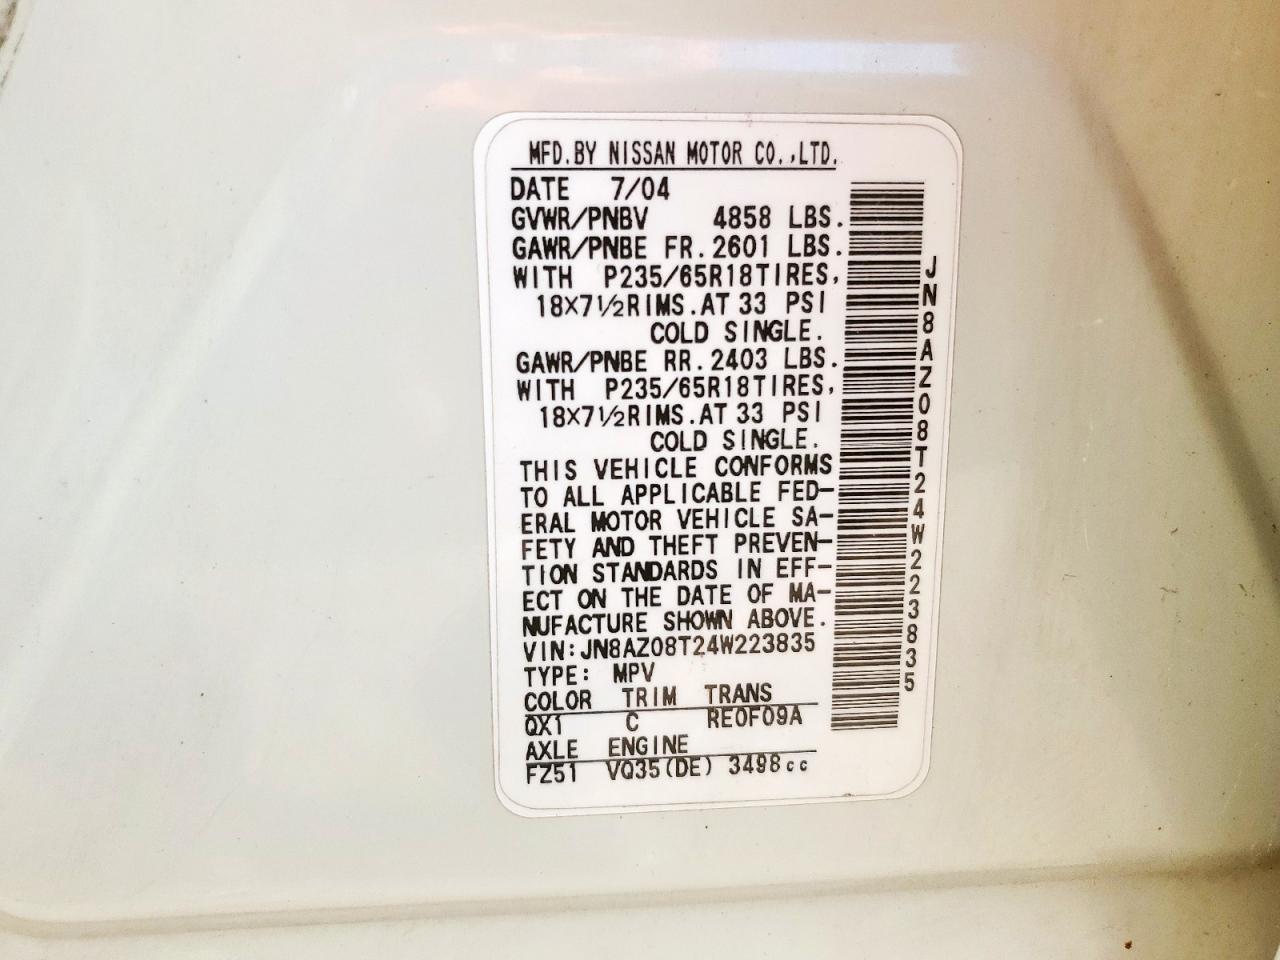 MFD.BY NISSAN MOTOR CO.,LTD.
DATE 7/04
GVWR/PNBV 4858 LBS.
GAWR/PNBE FR.2601 LBS.
WITH P235/65R18TIRES,
18X7½RIMS.AT 33 PSI
COLD SINGLE.
GAWR/PNBE RR.2403 LBS.
WITH P235/65R18TIRES,
18X7½RIMS.AT 33 PSI
COLD SINGLE.
THIS VEHICLE CONFORMS
TO ALL APPLICABLE FED-
ERAL MOTOR VEHICLE SA-
FETY AND THEFT PREVEN-
TION STANDARDS IN EFF-
ECT ON THE DATE OF MA-
NUFACTURE SHOWN ABOVE.
VIN:JN8AZ08T24W223835
TYPE: MPV
COLOR TRIM TRANS
QX1 C RE0F09A
AXLE ENGINE
FZ51 VQ35(DE) 3498cc
JN8AZ08T24W223835